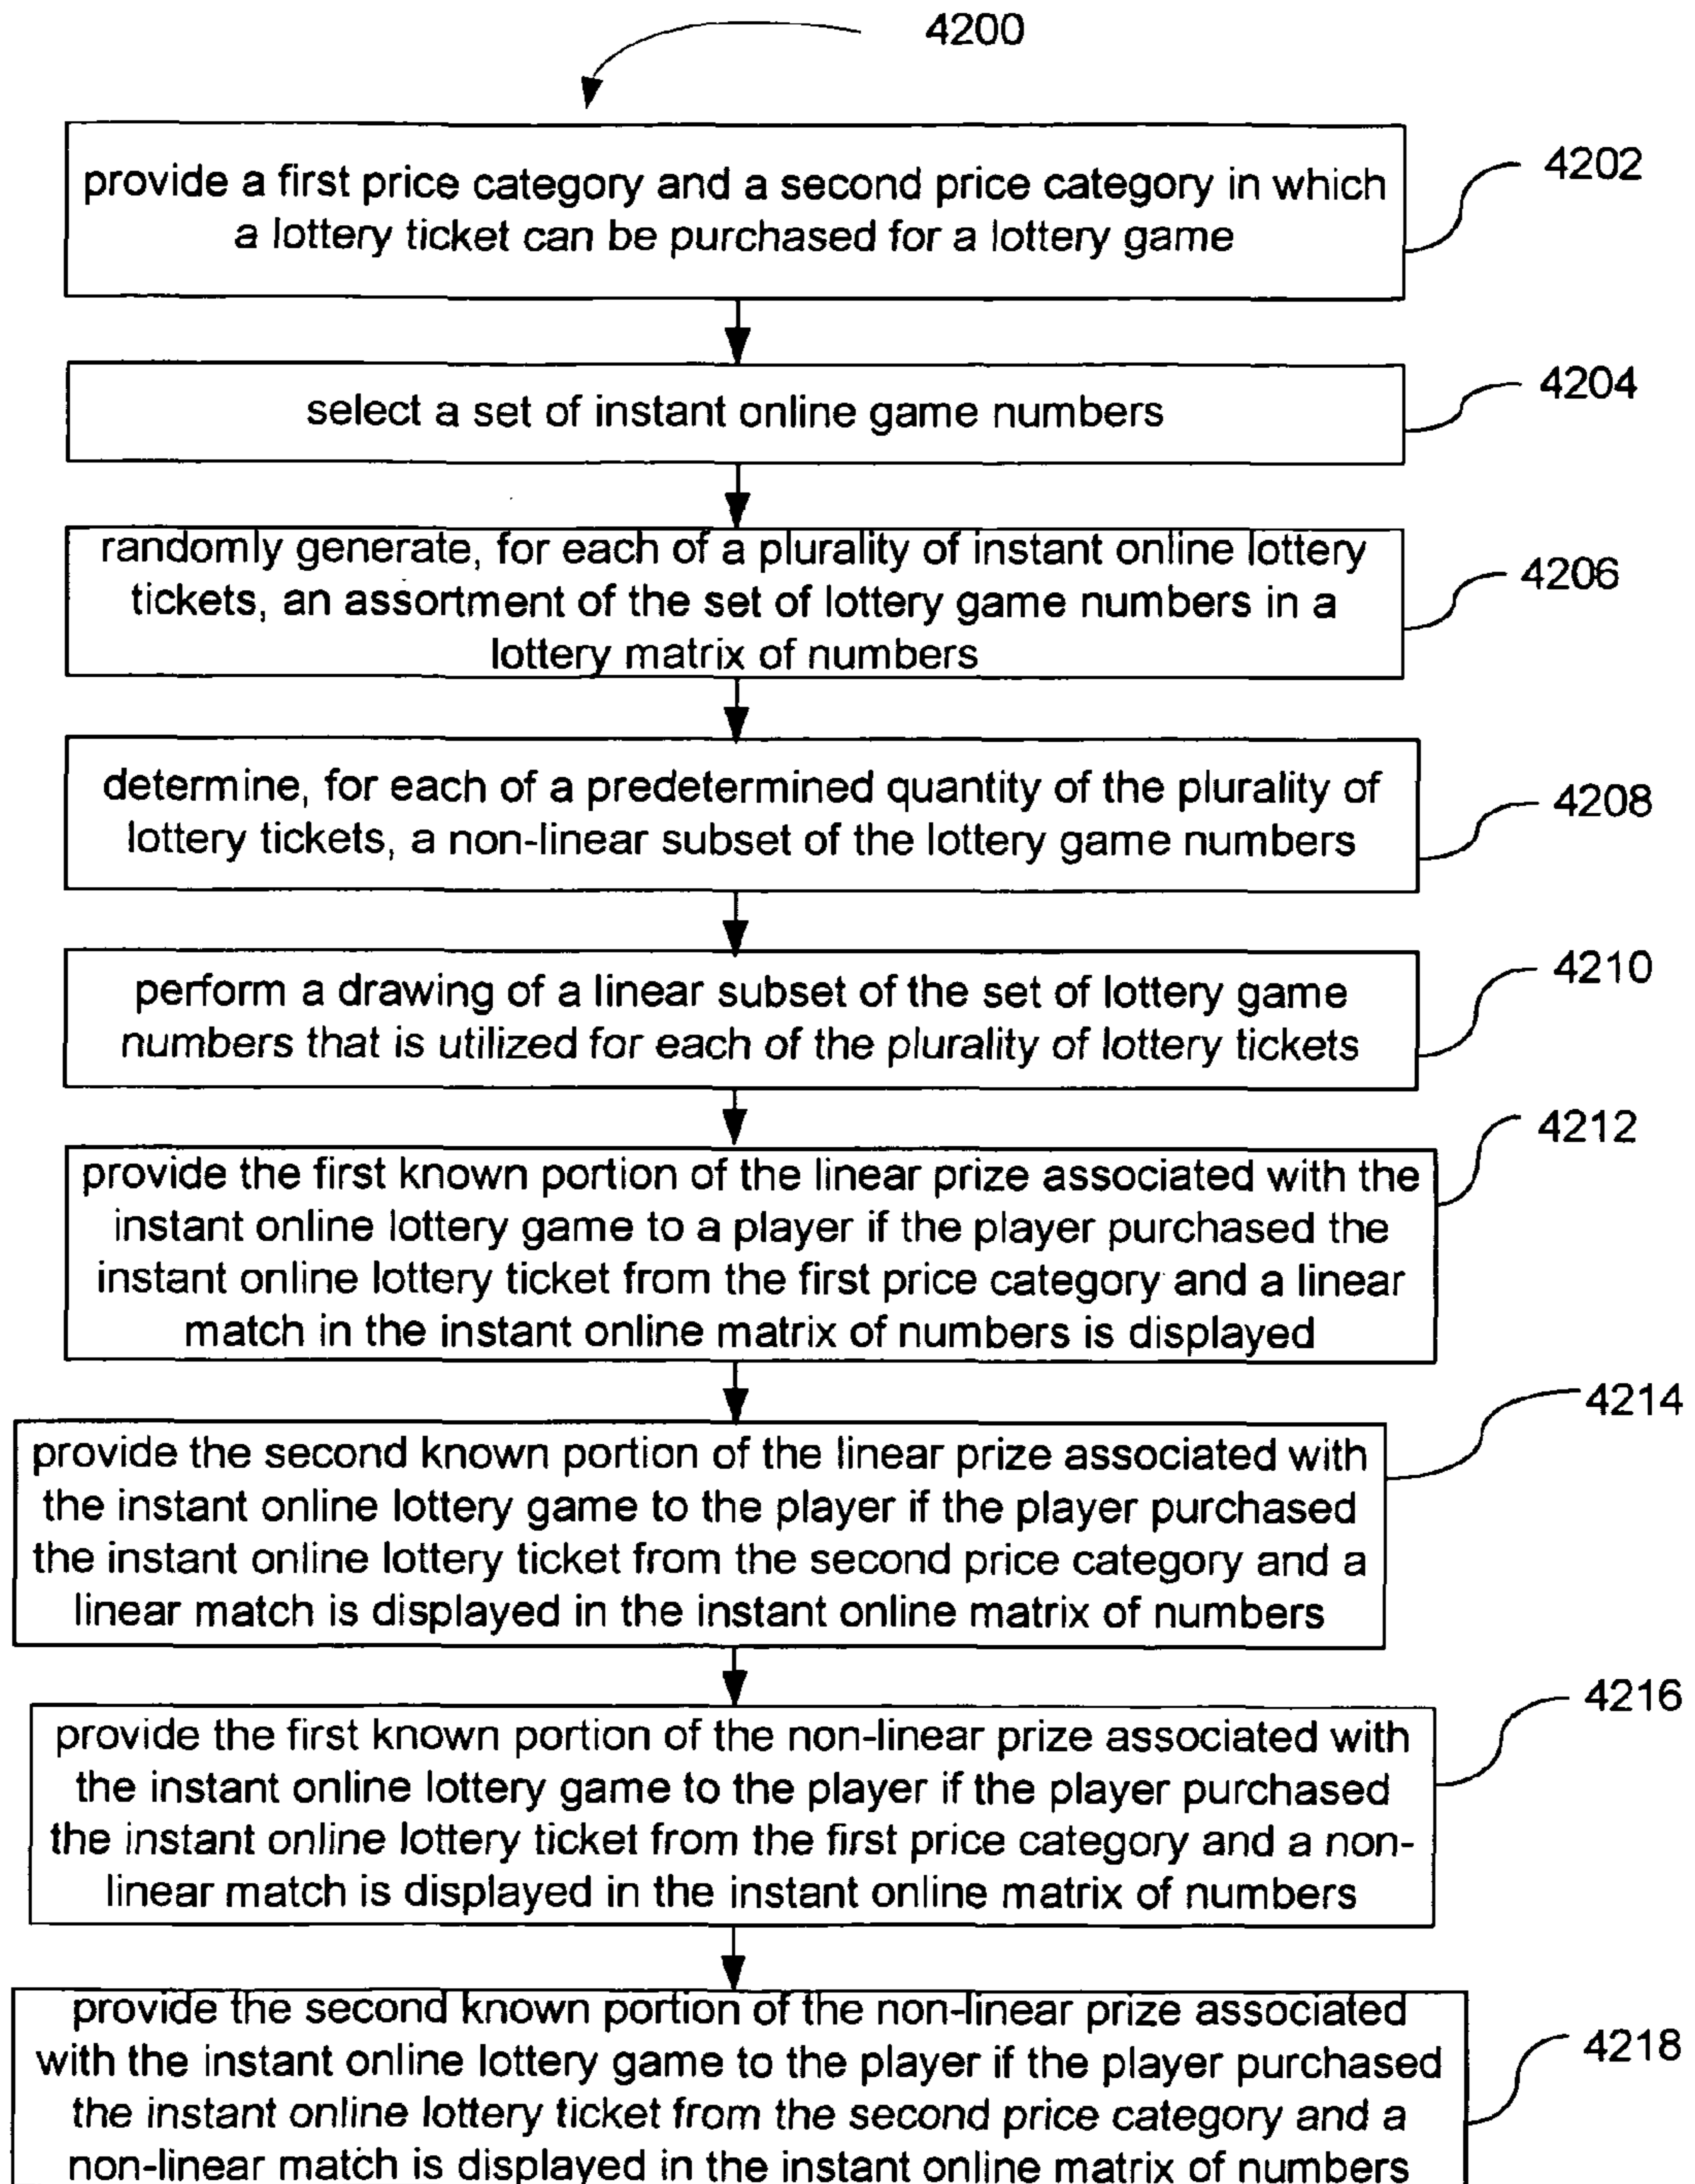 4200
provide a first price category and a second price category in which
a lottery ticket can be purchased for a lottery game
4202
select a set of instant online game numbers
4204
randomly generate, for each of a plurality of instant online lottery
tickets, an assortment of the set of lottery game numbers in a
lottery matrix of numbers
4206
determine, for each of a predetermined quantity of the plurality of
lottery tickets, a non-linear subset of the lottery game numbers
4208
perform a drawing of a linear subset of the set of lottery game
numbers that is utilized for each of the plurality of lottery tickets
4210
provide the first known portion of the linear prize associated with the
instant online lottery game to a player if the player purchased the
instant online lottery ticket from the first price category and a linear
match in the instant online matrix of numbers is displayed
4212
provide the second known portion of the linear prize associated with
the instant online lottery game to the player if the player purchased
the instant online lottery ticket from the second price category and a
linear match is displayed in the instant online matrix of numbers
4214
provide the first known portion of the non-linear prize associated with
the instant online lottery game to the player if the player purchased
the instant online lottery ticket from the first price category and a non-
linear match is displayed in the instant online matrix of numbers
4216
provide the second known portion of the non-linear prize associated
with the instant online lottery game to the player if the player purchased
the instant online lottery ticket from the second price category and a
non-linear match is displayed in the instant online matrix of numbers
4218